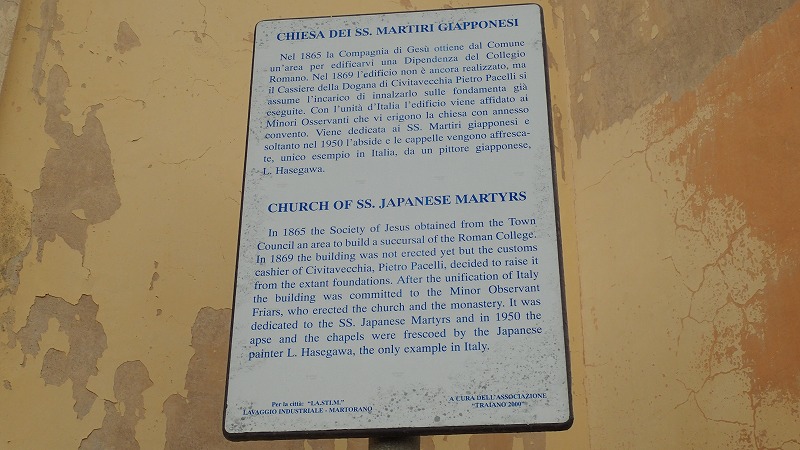 CHIESA DEI SS. MARTIRI GIAPPONESI
Nel 1865 la Compagnia di Gesù ottiene dal Comune
un'area per edificarvi una Dipendenza del Collegio
Romano. Nel 1869 l'edificio non è ancora realizzato, ma
il Cassiere della Dogana di Civitavecchia Pietro Pacelli si
assume l'incarico di innalzarlo sulle fondamenta già
eseguite. Con l'unità d'Italia l'edificio viene affidato ai
Minori Osservanti che vi erigono la chiesa con annesso
convento. Viene dedicata ai SS. Martiri giapponesi e
soltanto nel 1950 l'abside e le cappelle vengono affresca-
te, unico esempio in Italia, da un pittore giapponese,
L. Hasegawa.
CHURCH OF SS. JAPANESE MARTYRS
In 1865 the Society of Jesus obtained from the Town
Council an area to build a succursal of the Roman College.
In 1869 the building was not erected yet but the customs
cashier of Civitavecchia, Pietro Pacelli, decided to raise it
from the extant foundations. After the unification of Italy
the building was committed to the Minor Observant
Friars, who erected the church and the monastery. It was
dedicated to the SS. Japanese Martyrs and in 1950 the
apse and the chapels were frescoed by the Japanese
painter L. Hasegawa, the only example in Italy.
Per la città: "LA.STI.M."
LAVAGGIO INDUSTRIALE - MARTORANO
A CURA DELL'ASSOCIAZIONE
"TRAIANO 2000"